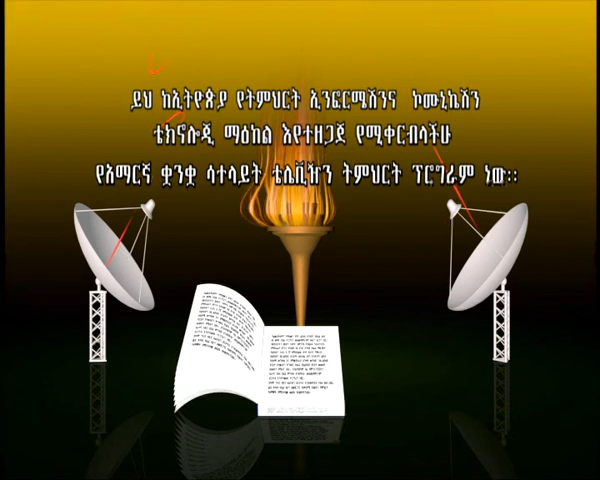 ይህ ከኢትዮጵያ የትምህርት ኢንፎርሜሽንና ኮሙኒኬሽን
ቴክኖሎጂ ማዕከል እየተዘጋጀ የሚቀርብላችሁ
የአማርኛ ቋንቋ ሳተላይት ቴሌቪዥን ትምህርት ፕሮግራም ነው፡፡